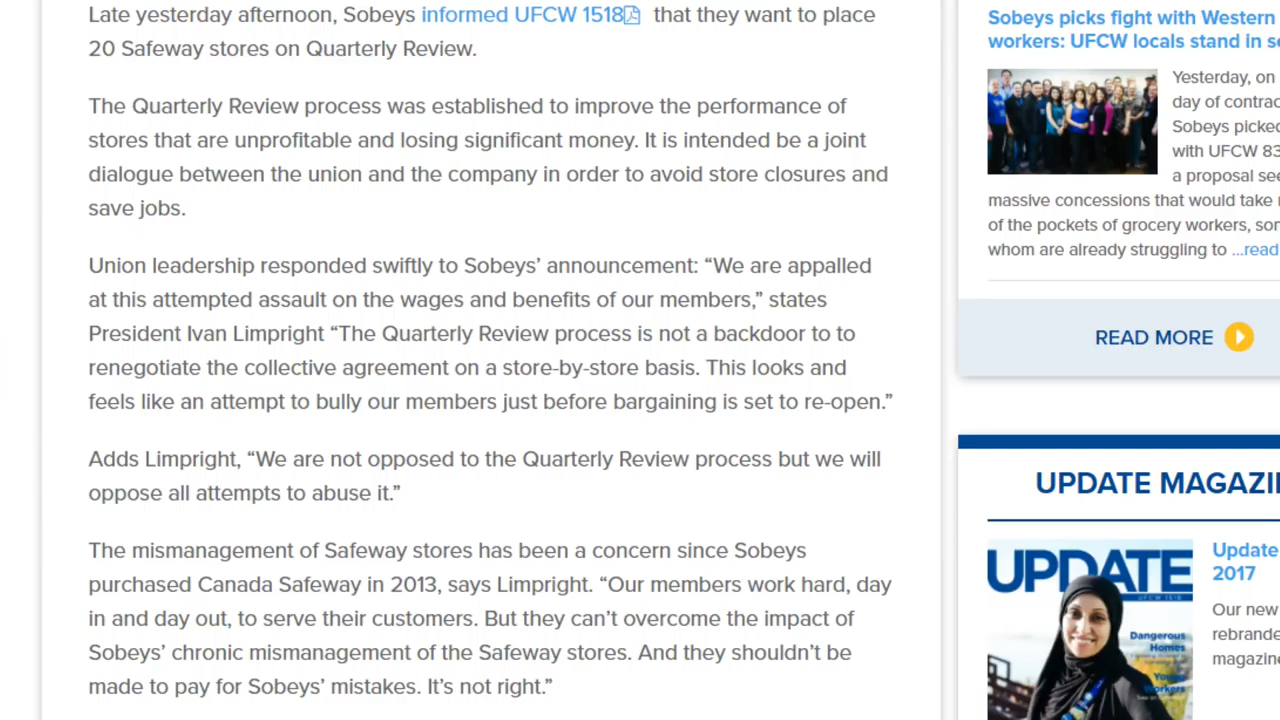 Late yesterday afternoon, Sobeys informed UFCW 1518 that they want to place
20 Safeway stores on Quarterly Review.
The Quarterly Review process was established to improve the performance of
stores that are unprofitable and losing significant money. It is intended be a joint
dialogue between the union and the company in order to avoid store closures and
save jobs.
Union leadership responded swiftly to Sobeys’ announcement: “We are appalled
at this attempted assault on the wages and benefits of our members,” states
President Ivan Limpright “The Quarterly Review process is not a backdoor to to
renegotiate the collective agreement on a store-by-store basis. This looks and
feels like an attempt to bully our members just before bargaining is set to re-open.”
Adds Limpright, “We are not opposed to the Quarterly Review process but we will
oppose all attempts to abuse it.”
The mismanagement of Safeway stores has been a concern since Sobeys
purchased Canada Safeway in 2013, says Limpright. “Our members work hard, day
in and day out, to serve their customers. But they can’t overcome the impact of
Sobeys’ chronic mismanagement of the Safeway stores. And they shouldn’t be
made to pay for Sobeys’ mistakes. It’s not right.”
Sobeys picks fight with Western
workers: UFCW locals stand in
Yesterday, on
day of
Sobeys picked
with UFCW
a proposal
massive concessions that would take
of the pockets of grocery workers,
whom are already struggling to ...read
READ MORE
UPDATE
Update
2017
Our new
UPDATE
UFCW 1518
Dangerous
Homes
Young
Workers